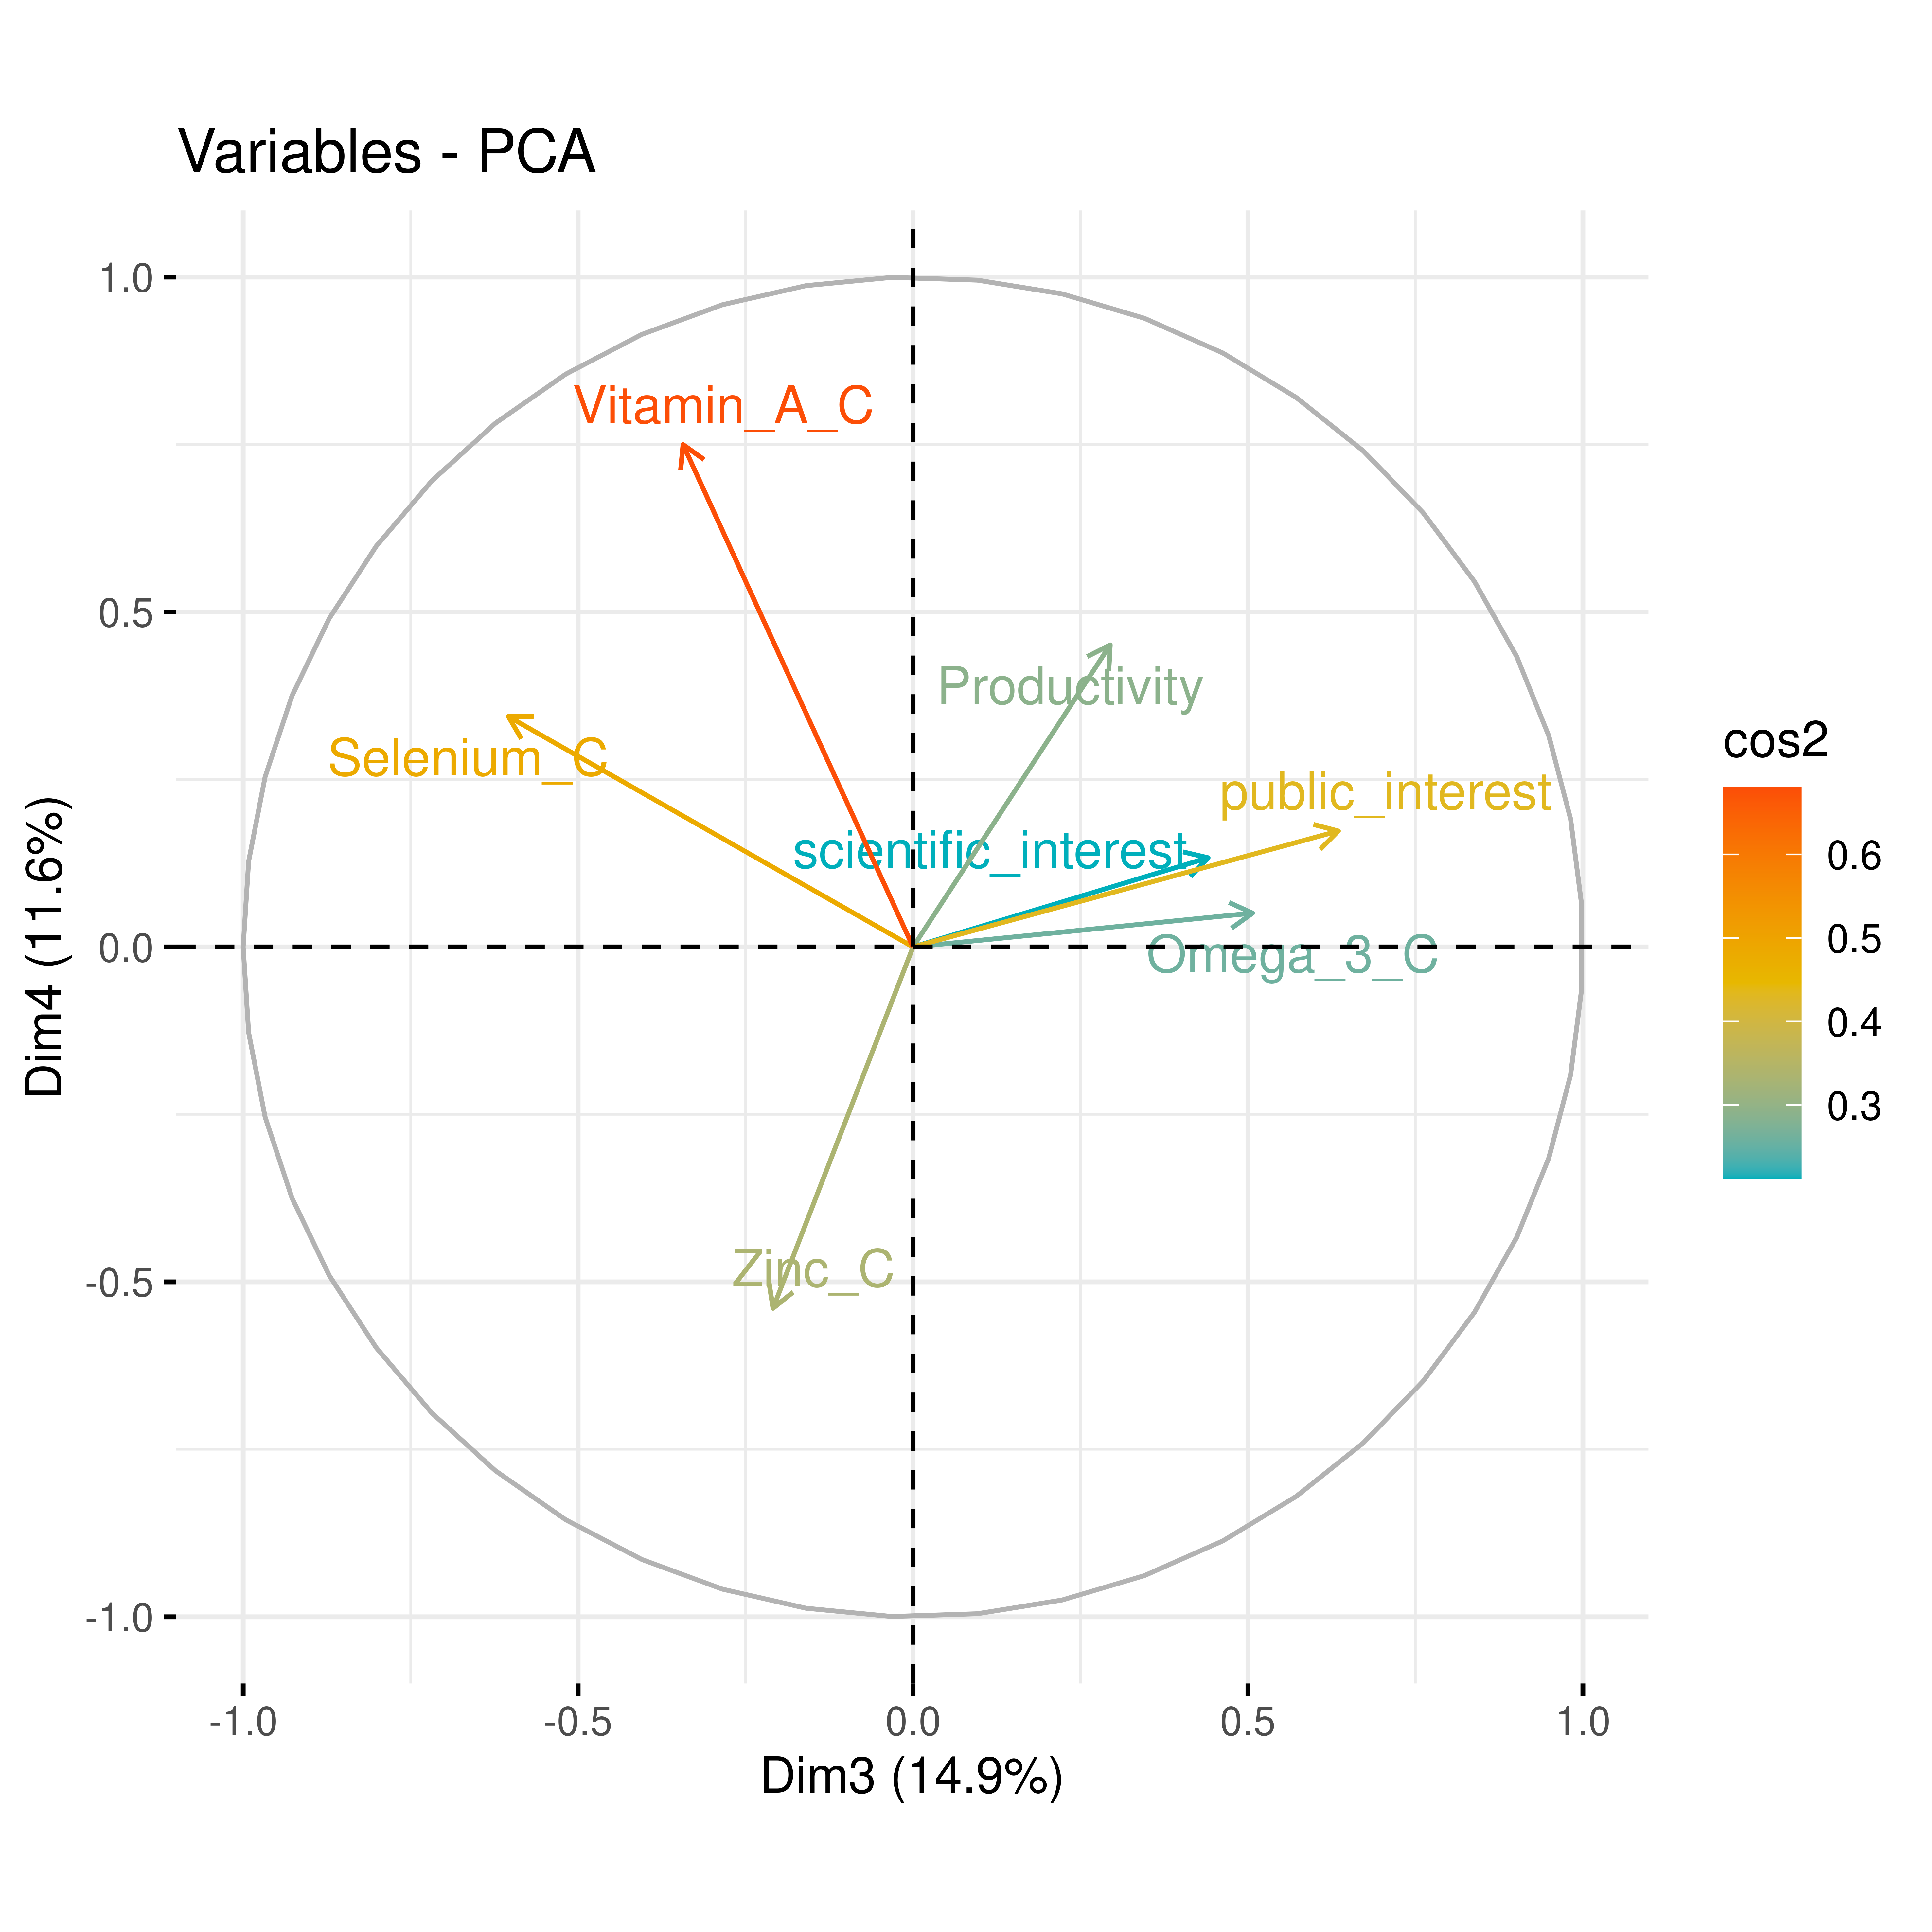 Variables - PCA
1.0
0.5
0.0
-0.5
-1.0
Dim4 (11.6%)
Vitamin_A_C
Productivity
Selenium_C
public_interest
scientific_interest
Omega_3_C
Zinc_C
-1.0
-0.5
0.0
0.5
1.0
Dim3 (14.9%)
cos2
0.6
0.5
0.4
0.3